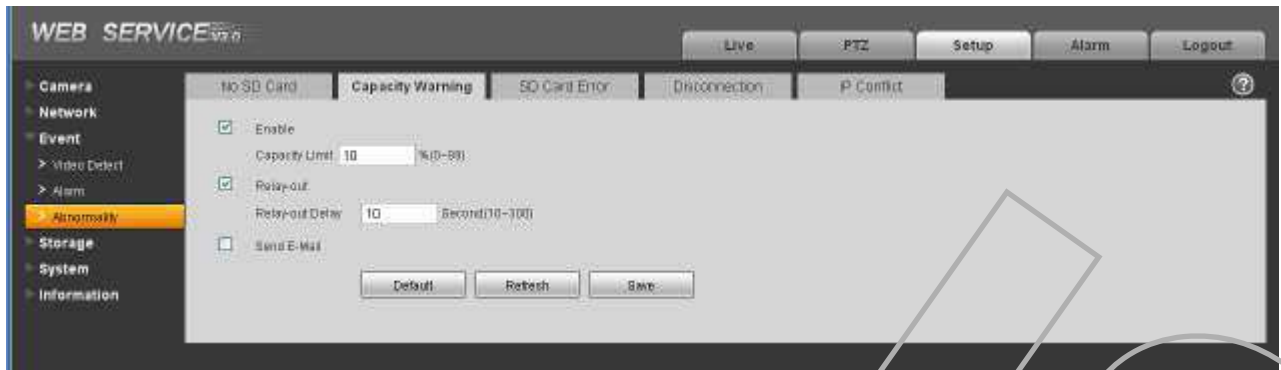 WEB SERVICE V3.0
Live PTZ Setup Alarm Logout
Camera
Network
Event
> Video Detect
> Alarm
> Abnormality
Storage
System
Information
No SD Card Capacity Warning SD Card Error Disconnection IP Conflict
Enable
Capacity Limit 10 %(0-99)
Relay-out
Relay-out Delay 10 Second(10-300)
Send E-Mail
Default Refresh Save